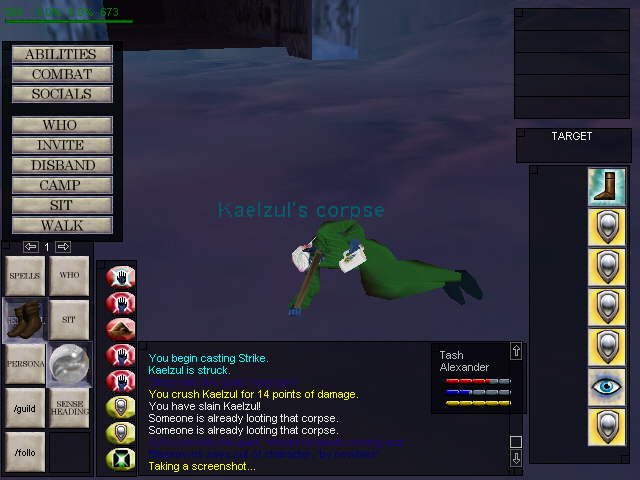 ABILITIES
COMBAT
SOCIALS
WHO
INVITE
DISBAND
CAMP
SIT
WALK
1
SPELLS
WHO
SIT
PERSONA
/guild
SENSE
HEADING
/follo
TARGET
Kaelzul's corpse
You begin casting Strike.
Kaelzul is struck.
You crush Kaelzul for 14 points of damage.
You have slain Kaelzul!
Someone is already looting that corpse.
Someone is already looting that corpse.
Taking a screenshot...
Tash
Alexander